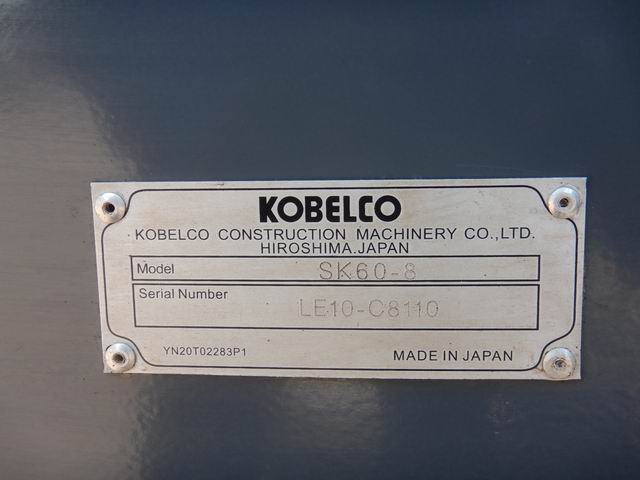 KOBELCO
KOBELCO CONSTRUCTION MACHINERY CO.,LTD.
HIROSHIMA.JAPAN
Model SK60-8
Serial Number LE10-C8110
YN20T02283P1 MADE IN JAPAN